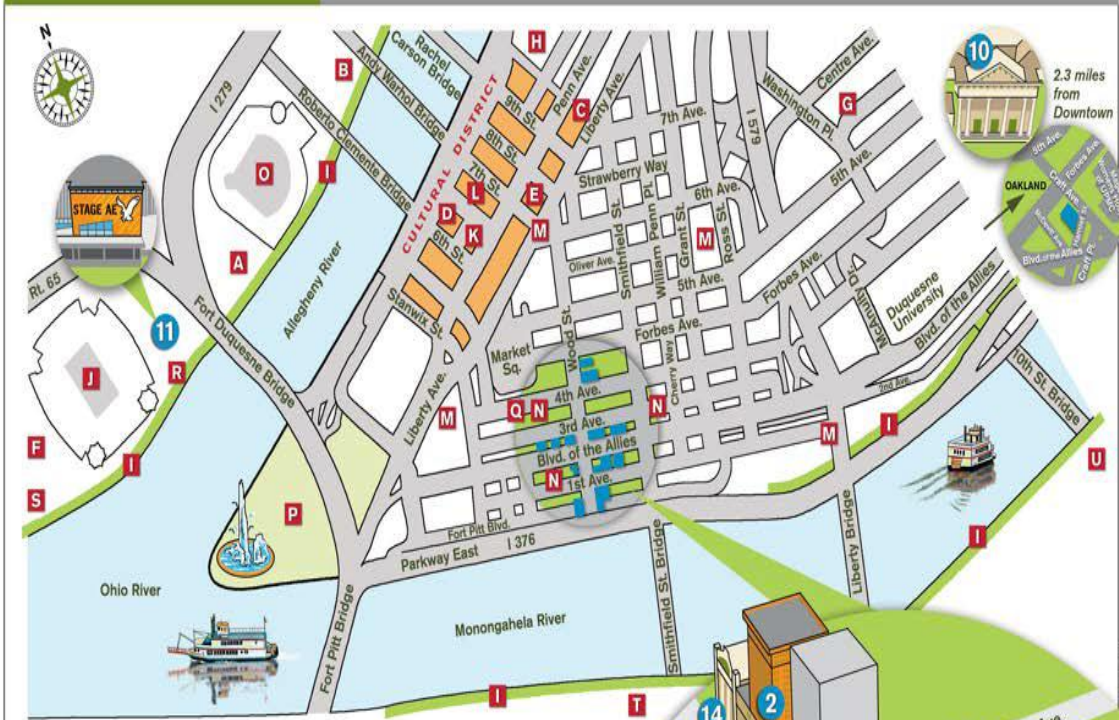 N
I 279
B
Rachel
Carson Bridge
Andy Warhol Bridge
Roberto Clemente Bridge
H
CULTURAL DISTRICT
9th St.
8th St.
7th St.
6th St.
Penn Ave.
C
Liberty Ave.
7th Ave.
I 579
Washington Pl.
Centre Ave.
G
10
2.3 miles
from
Downtown
5th Ave.
Forbes Ave.
Craft Ave.
OAKLAND
Blvd. of the Allies
Craft Pl.
STAGE AE
11
O
I
A
Allegheny River
L
D
K
E
M
Strawberry Way
6th Ave.
5th Ave.
Smithfield St.
William Penn Pl.
Grant St.
M
Ross St.
Oliver Ave.
5th Ave.
Forbes Ave.
Forbes Ave.
McAnulty Dr.
Duquesne
University
Blvd. of the Allies
2nd Ave.
10th St. Bridge
Rt. 65
Fort Duquesne Bridge
Stanwix St.
Market
Sq.
Wood St.
Cherry Way
J
R
F
S
I
Liberty Ave.
M
Q
N
4th Ave.
N
3rd Ave.
Blvd. of the Allies
N
1st Ave.
M
I
U
P
Fort Pitt Blvd.
Parkway East
I 376
I
Ohio River
Fort Pitt Bridge
Monongahela River
Smithfield St. Bridge
Liberty Bridge
I
T
14
2